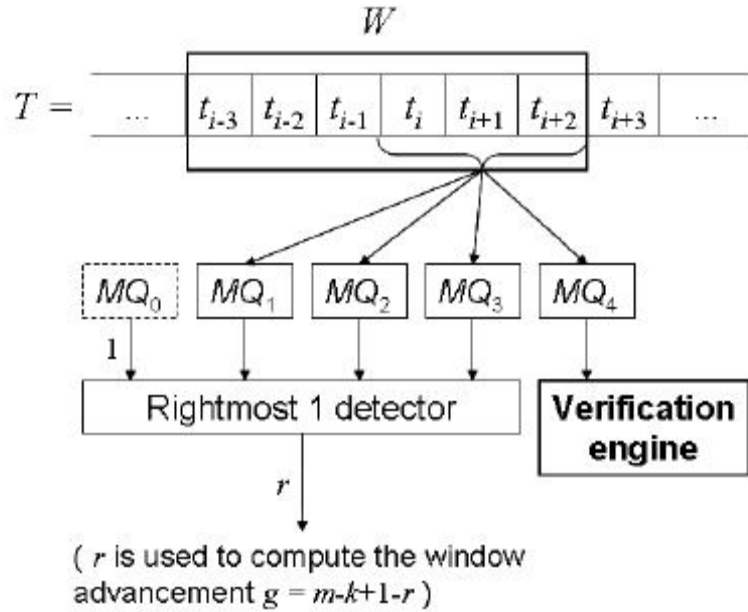 W
T = ... t_{i-3} t_{i-2} t_{i-1} t_i t_{i+1} t_{i+2} t_{i+3} ...
MQ_0 MQ_1 MQ_2 MQ_3 MQ_4
1
Rightmost 1 detector
Verification
engine
r
( r is used to compute the window
advancement g = m-k+1-r )